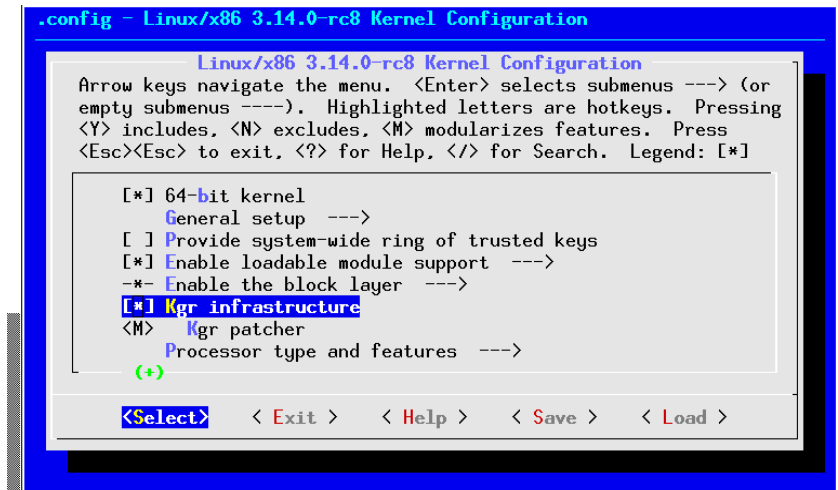 .config - Linux/x86 3.14.0-rc8 Kernel Configuration
Linux/x86 3.14.0-rc8 Kernel Configuration
Arrow keys navigate the menu.  <Enter> selects submenus ---> (or
empty submenus ----).  Highlighted letters are hotkeys.  Pressing
<Y> includes, <N> excludes, <M> modularizes features.  Press
<Esc><Esc> to exit, <?> for Help, </> for Search.  Legend: [*]
[*] 64-bit kernel
General setup  --->
[ ] Provide system-wide ring of trusted keys
[*] Enable loadable module support  --->
-*- Enable the block layer  --->
[*] Kgr infrastructure
<M>   Kgr patcher
Processor type and features  --->
(+)
<Select>    < Exit >    < Help >    < Save >    < Load >